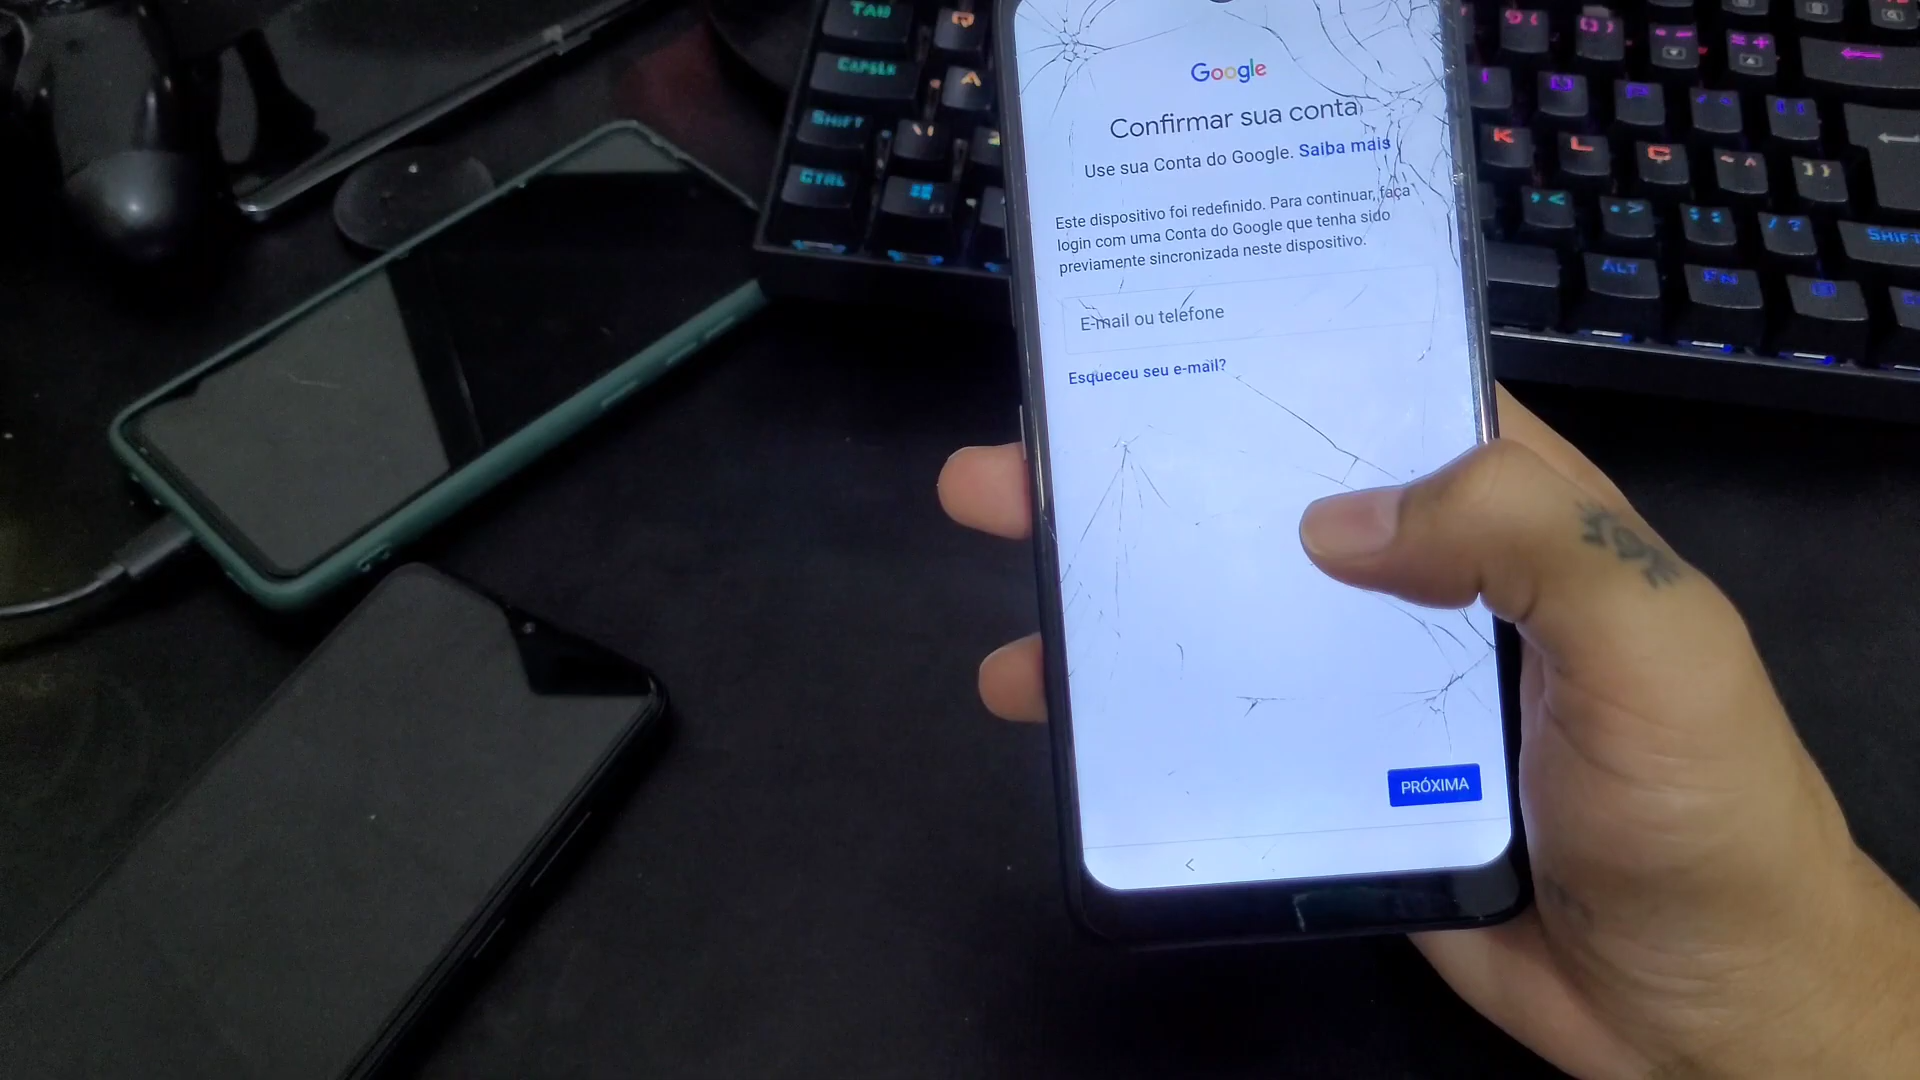 Google
Confirmar sua conta
Use sua Conta do Google. Saiba mais
Este dispositivo foi redefinido. Para continuar, faça
login com uma Conta do Google que tenha sido
previamente sincronizada neste dispositivo.
E-mail ou telefone
Esqueceu seu e-mail?
PRÓXIMA
TAB
Q
CAPSLK
A
SHIFT
CTRL
K
L
Ç
ALT
FN
SHIFT